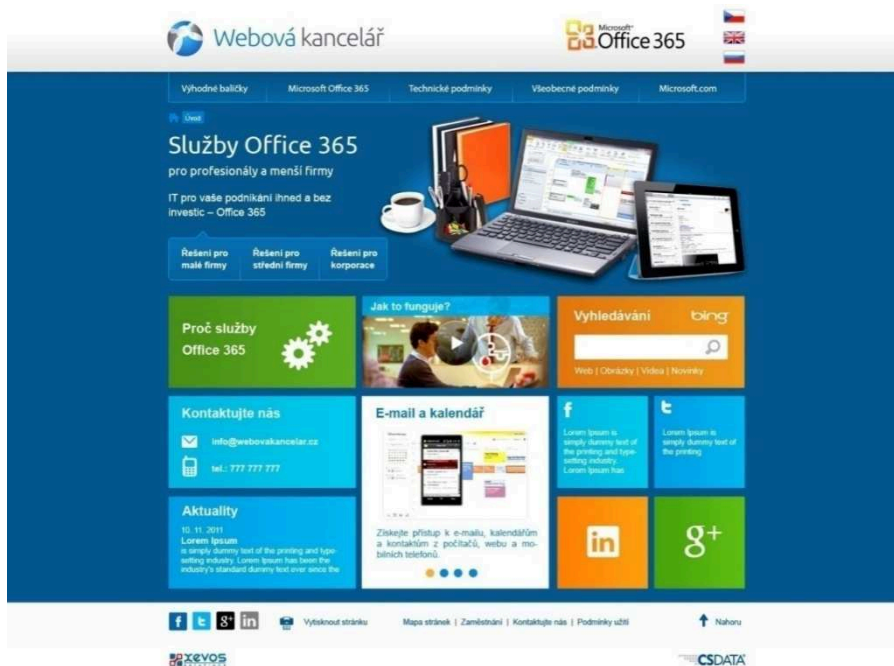 Webová kancelář
Microsoft
Office 365
Výhodné balíčky
Microsoft Office 365
Technické podmínky
Všeobecné podmínky
Microsoft.com
Úvod
Služby Office 365
pro profesionály a menší firmy
IT pro vaše podnikání ihned a bez
investic – Office 365
Řešení pro
malé firmy
Řešení pro
střední firmy
Řešení pro
korporace
Proč služby
Office 365
Jak to funguje?
Vyhledávání
bing
Web | Obrázky | Videa | Novinky
Kontaktujte nás
info@webovakancelar.cz
tel.: 777 777 777
E-mail a kalendář
Získejte přístup k e-mailu, kalendářům
a kontaktům z počítačů, webu a mo-
bilních telefonů.
f
Lorem Ipsum is
simply dummy text of
the printing and type-
setting industry.
Lorem Ipsum has
t
Lorem Ipsum is
simply dummy text of
the printing
Aktuality
10. 11. 2011
Lorem Ipsum
is simply dummy text of the printing and type-
setting industry. Lorem Ipsum has been the
industry's standard dummy text ever since the
in
g+
f
t
g+
in
Vytisknout stránku
Mapa stránek | Zaměstnání | Kontaktujte nás | Podmínky užití
Nahoru
xevos
CSDATA